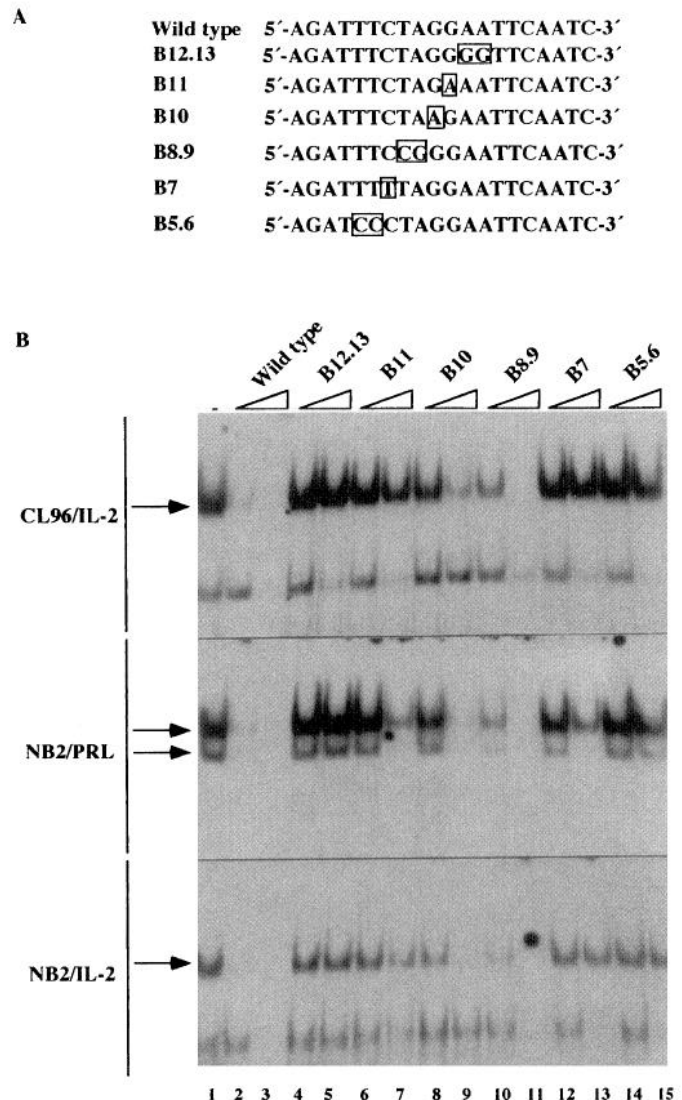 A
Wild type 5´-AGATTTCTAGGAATTCAATC-3´
B12.13 5´-AGATTTCTAGGGGTTCAATC-3´
B11 5´-AGATTTCTAGAAATTCAATC-3´
B10 5´-AGATTTCTAAGAATTCAATC-3´
B8.9 5´-AGATTTCCGGGAATTCAATC-3´
B7 5´-AGATTTTTAGGAATTCAATC-3´
B5.6 5´-AGATCCCTAGGAATTCAATC-3´
B
- Wild type B12.13 B11 B10 B8.9 B7 B5.6
CL96/IL-2
NB2/PRL
NB2/IL-2
1 2 3 4 5 6 7 8 9 10 11 12 13 14 15